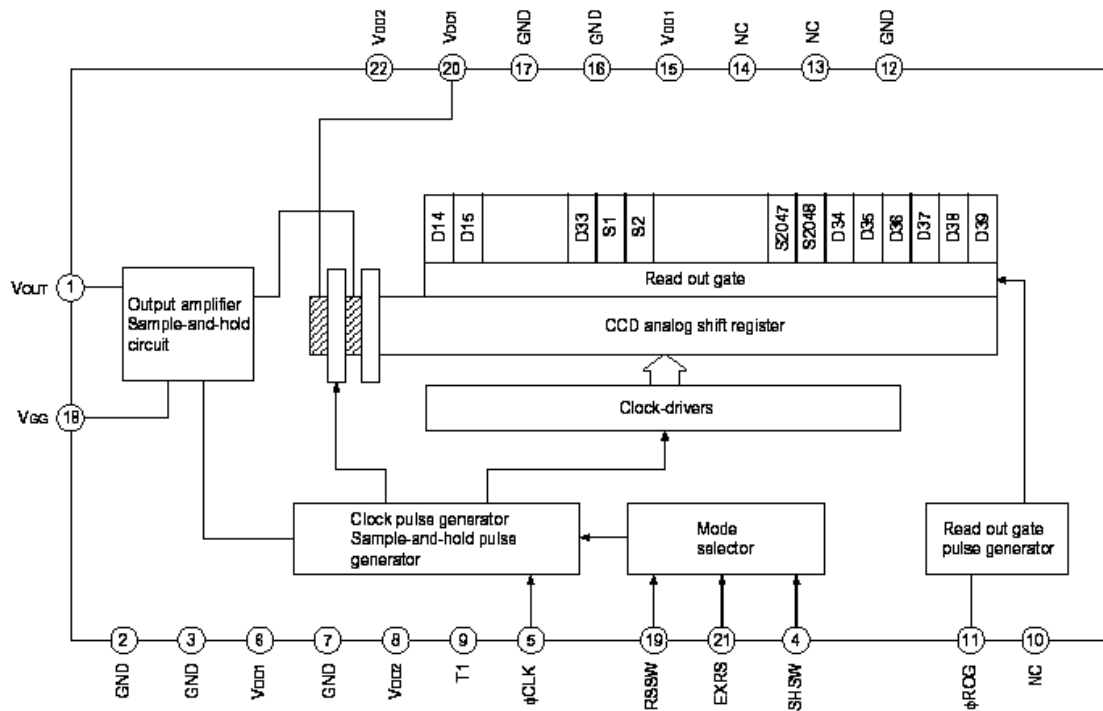 VDD2
VDD1
GND
GND
VDD1
NC
NC
GND
22
20
17
16
15
14
13
12
D14
D15
D33
S1
S2
S2047
S2048
D34
D35
D36
D37
D38
D39
Read out gate
VOUT
1
Output amplifier
Sample-and-hold
circuit
CCD analog shift register
VGG
18
Clock-drivers
Clock pulse generator
Sample-and-hold pulse
generator
Mode
selector
Read out gate
pulse generator
2
3
6
7
8
9
5
19
21
4
11
10
GND
GND
VDD1
GND
VDD2
T1
ϕCLK
RSSW
EXRS
SHSW
ϕROG
NC